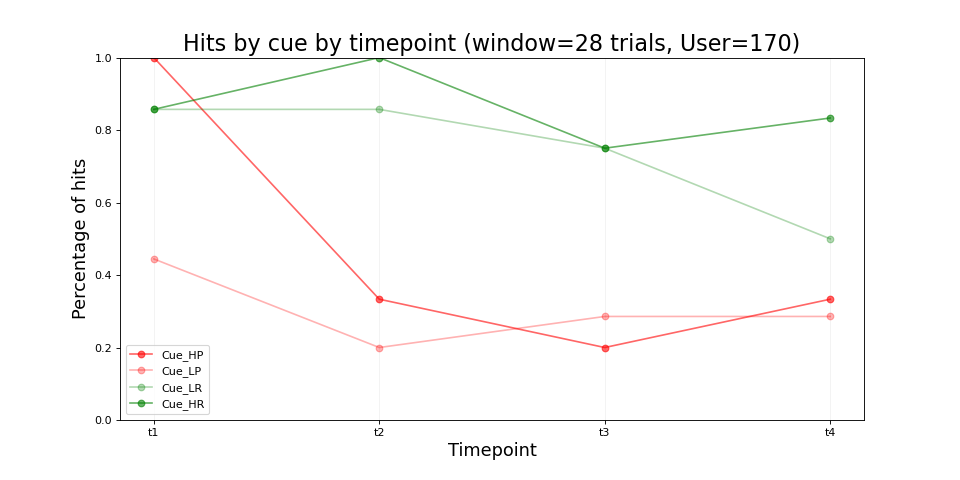 Hits by cue by timepoint (window=28 trials, User=170)
Percentage of hits
1.0
0.8
0.6
0.4
0.2
0.0
Cue_HP
Cue_LP
Cue_LR
Cue_HR
t1 t2 t3 t4
Timepoint